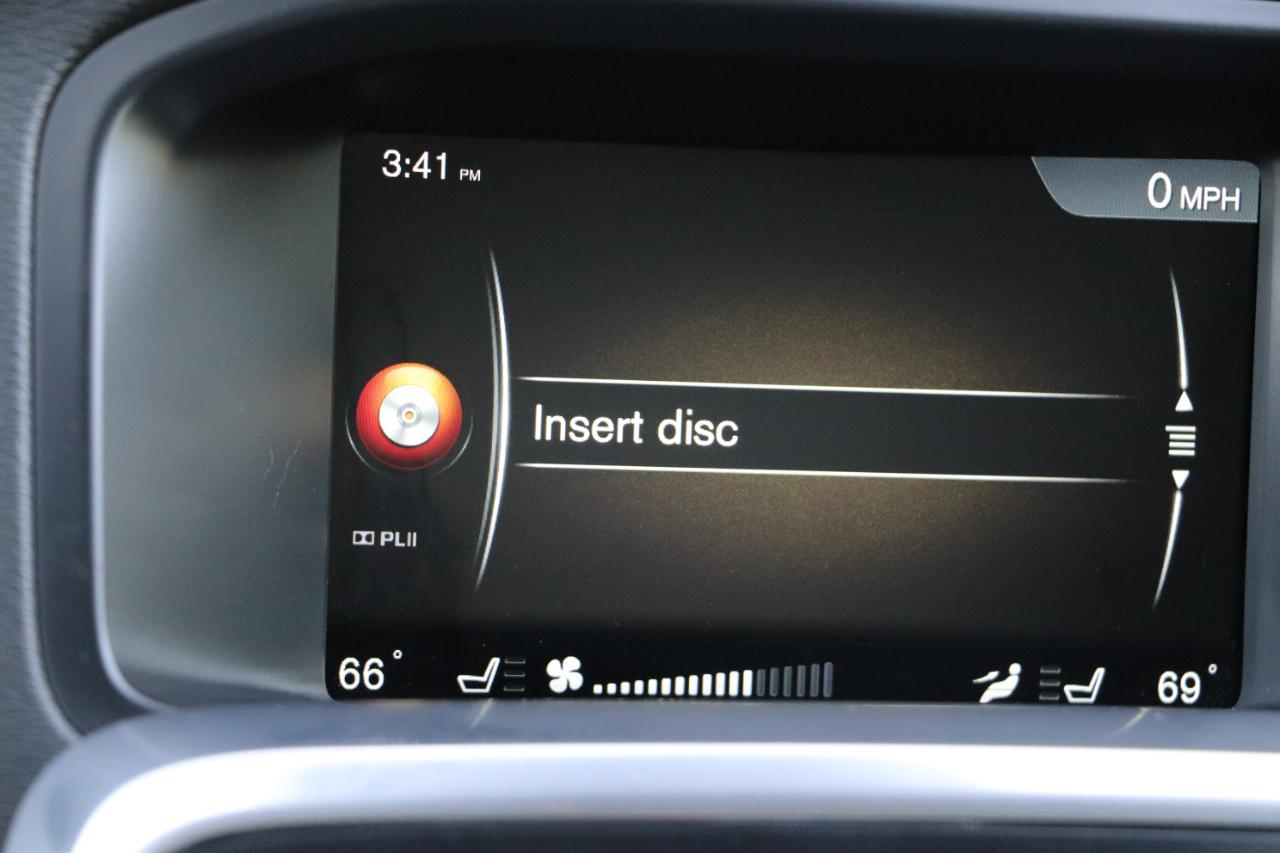 3:41 PM
0 MPH
Insert disc
PLII
66°
69°